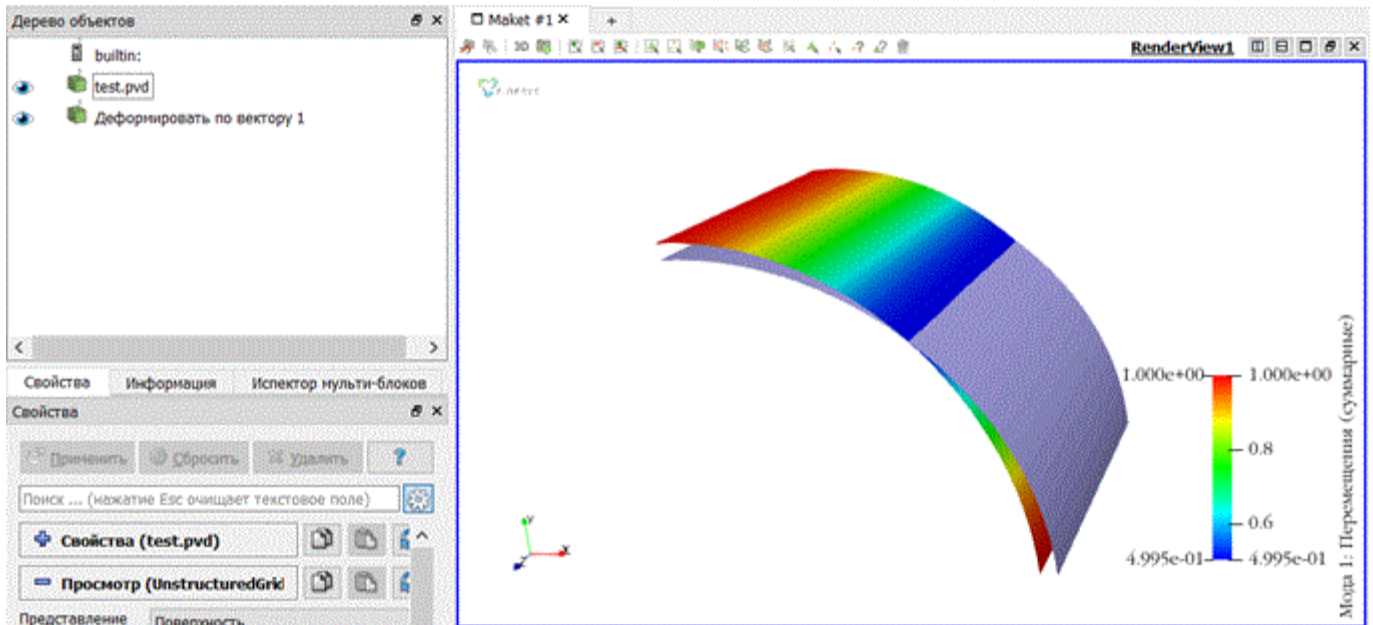 Дерево объектов
builtin:
test.pvd
Деформировать по вектору 1
Свойства Информация Испектор мульти-блоков
Свойства
Применить Сбросить Удалить ?
Поиск ... (нажатие Esc очищает текстовое поле)
Свойства (test.pvd)
Просмотр (UnstructuredGrid
Представление Поверхность
Maket #1
3D
RenderView1
1.000e+00 1.000e+00
0.8
0.6
4.995e-01 4.995e-01
Мода 1: Перемещения (суммарные)
Y
X
Z